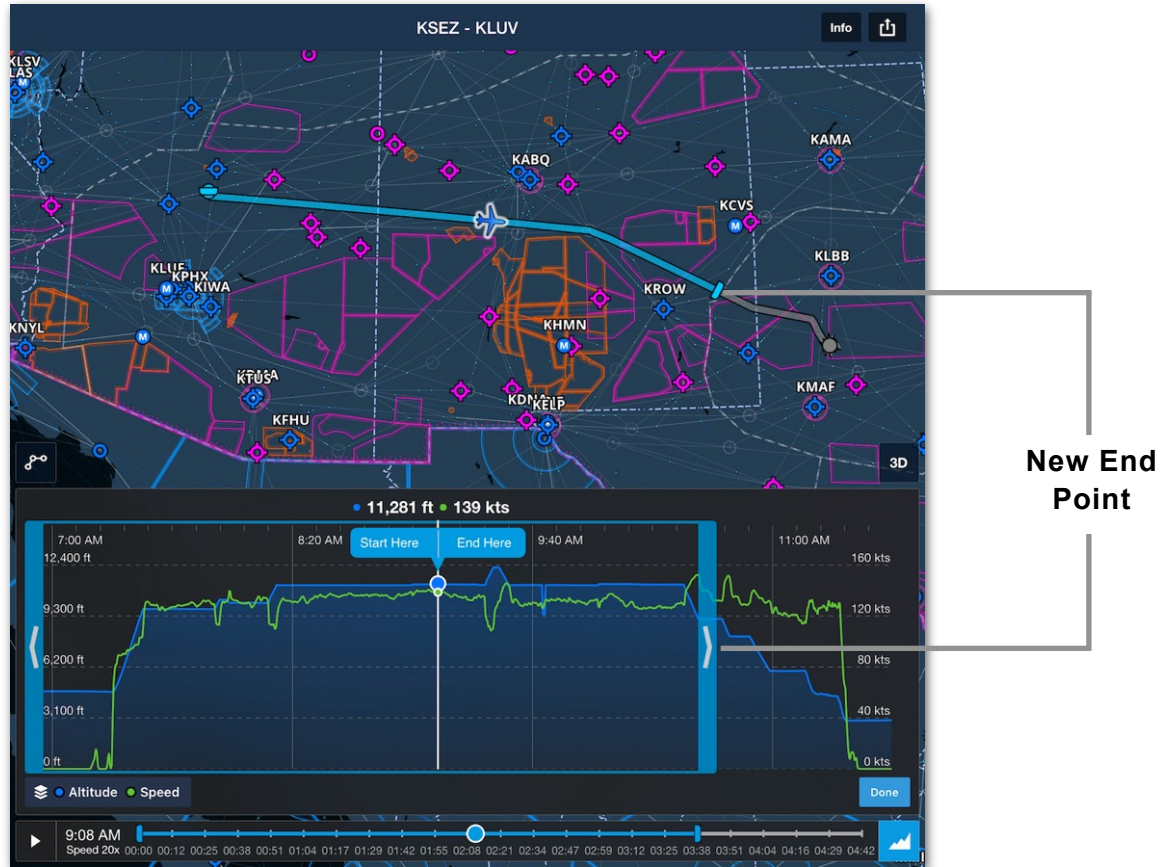 KSEZ - KLUV
Info
KLSV
LAS
M
KAMA
KABQ
KCVS
M
KLBB
KLUF
KPHX
M
KIWA
KROW
KNYL
M
KHMN
M
KTUS
KMAF
KELP
KFHU
3D
New End
Point
11,281 ft 139 kts
7:00 AM 8:20 AM Start Here End Here 9:40 AM 11:00 AM
12,400 ft 160 kts
9,300 ft 120 kts
6,200 ft 80 kts
3,100 ft 40 kts
0 ft 0 kts
Altitude Speed Done
9:08 AM
Speed 20x 00:00 00:12 00:25 00:38 00:51 01:04 01:17 01:29 01:42 01:55 02:08 02:21 02:34 02:47 02:59 03:12 03:25 03:38 03:51 04:04 04:16 04:29 04:42